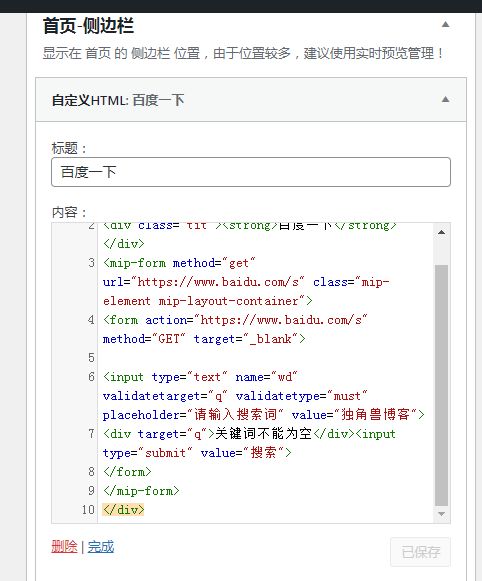 首页-侧边栏
显示在 首页 的 侧边栏 位置，由于位置较多，建议使用实时预览管理！
自定义HTML: 百度一下
标题：
百度一下
内容：
2 <div class="tit"><strong>百度一下</strong>
</div>
3 <mip-form method="get"
url="https://www.baidu.com/s" class="mip-
element mip-layout-container">
4 <form action="https://www.baidu.com/s"
method="GET" target="_blank">
5
6 <input type="text" name="wd"
validatetarget="q" validatetype="must"
placeholder="请输入搜索词" value="独角兽博客">
7 <div target="q">关键词不能为空</div><input
type="submit" value="搜索">
8 </form>
9 </mip-form>
10 </div>
删除 | 完成
已保存